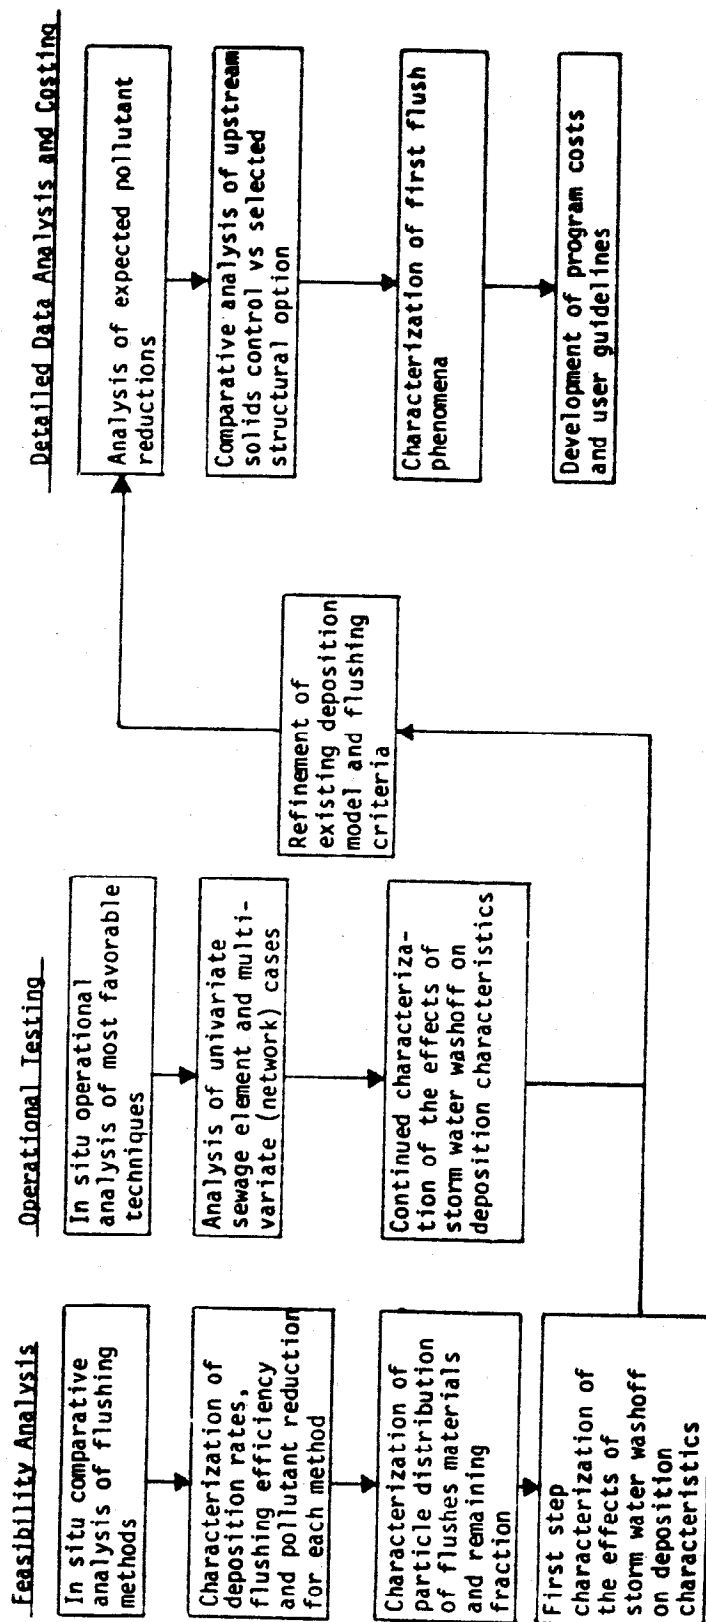 Feasibility Analysis
In situ comparative
analysis of flushing
methods
Characterization of
deposition rates,
flushing efficiency
and pollutant reduction
for each method
Characterization of
particle distribution
of flushes materials
and remaining
fraction
First step
characterization of
the effects of
storm water washoff
on deposition
characteristics
Operational Testing
In situ operational
analysis of most favorable
techniques
Analysis of univariate
sewage element and multi-
variate (network) cases
Continued characteriza-
tion of the effects of
storm water washoff on
deposition characteristics
Refinement of
existing deposition
model and flushing
criteria
Detailed Data Analysis and Costing
Analysis of expected pollutant
reductions
Comparative analysis of upstream
solids control vs selected
structural option
Characterization of first flush
phenomena
Development of program costs
and user guidelines